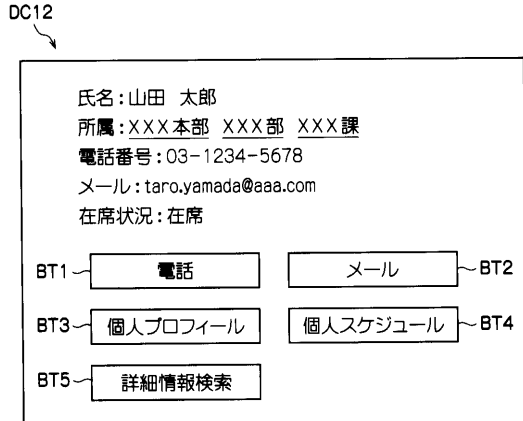 DC12
氏名:山田 太郎
所属:XXX本部 XXX部 XXX課
電話番号:03-1234-5678
メール:taro.yamada@aaa.com
在席状況:在席
BT1 電話 メール BT2
BT3 個人プロフィール 個人スケジュール BT4
BT5 詳細情報検索